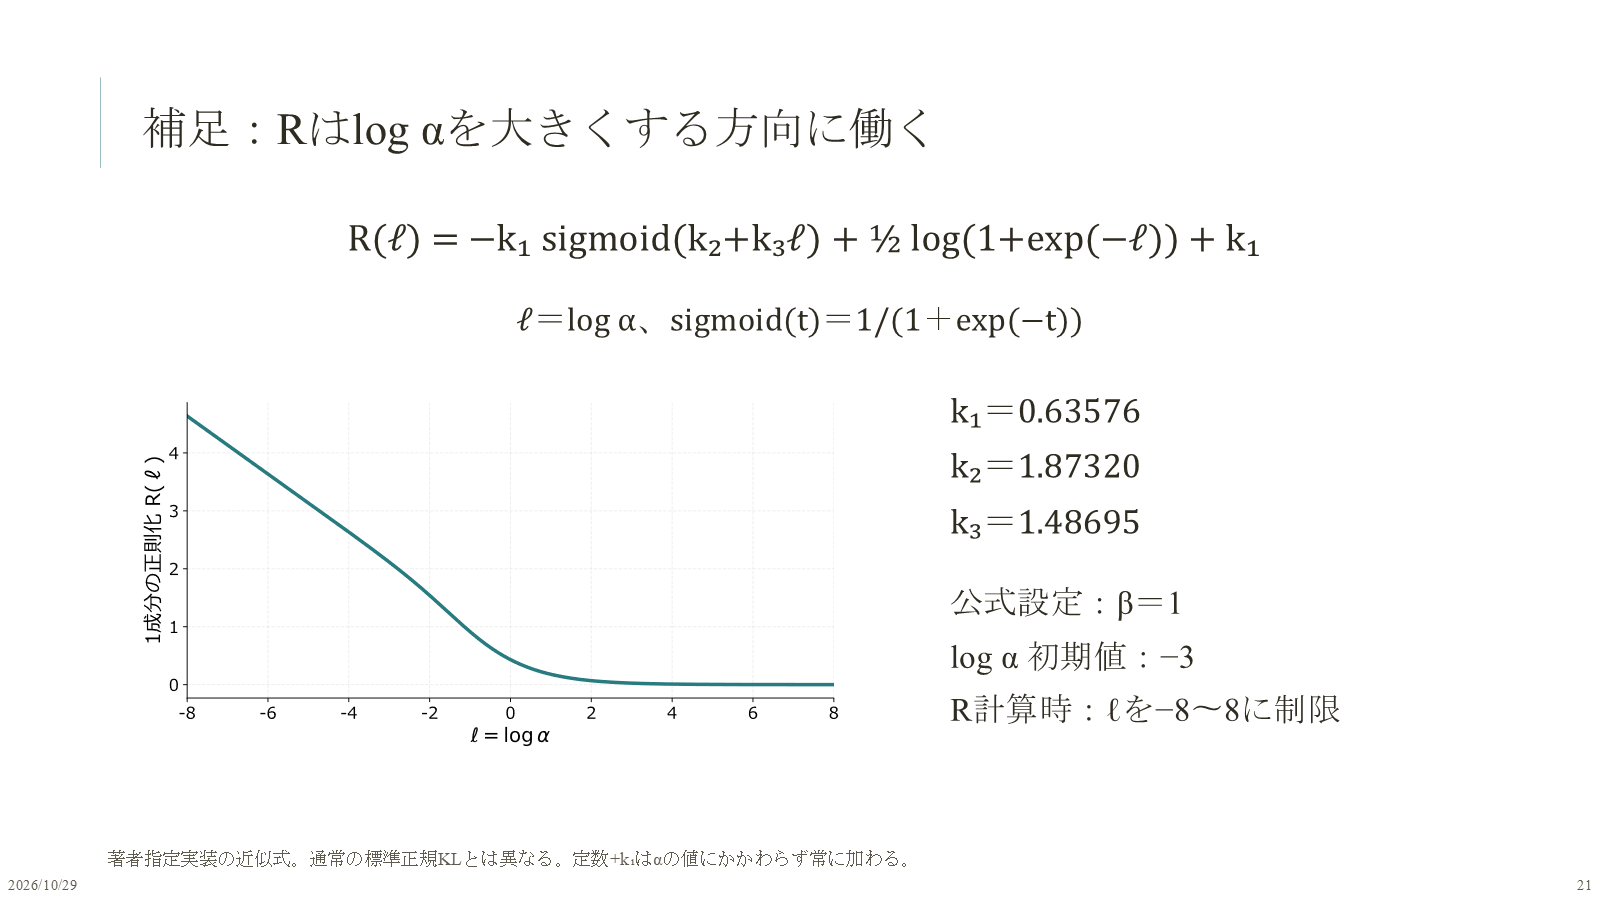 補足：Rはlog αを大きくする方向に働く
R(ℓ) = −k₁ sigmoid(k₂+k₃ℓ) + ½ log(1+exp(−ℓ)) + k₁
ℓ＝log α、sigmoid(t)＝1/(1＋exp(−t))
1成分の正則化 R(ℓ)
4
3
2
1
0
-8 -6 -4 -2 0 2 4 6 8
ℓ = log α
k₁＝0.63576
k₂＝1.87320
k₃＝1.48695
公式設定：β＝1
log α 初期値：−3
R計算時：ℓを−8～8に制限
著者指定実装の近似式。通常の標準正規KLとは異なる。定数+k₁はαの値にかかわらず常に加わる。
2026/10/29
21